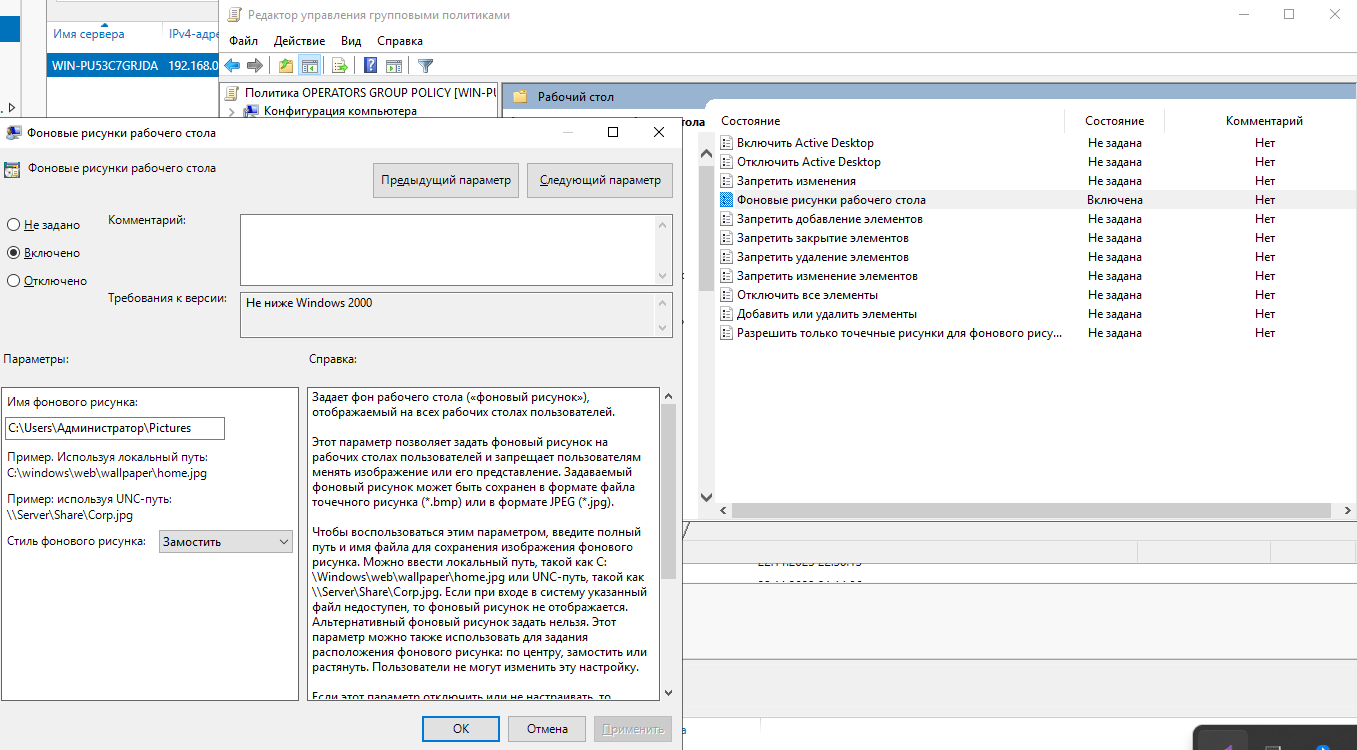 Редактор управления групповыми политиками
Имя сервера
IPv4-адре
Файл Действие Вид Справка
WIN-PU53C7GRJDA 192.168.0
Политика OPERATORS GROUP POLICY [WIN-PU
Рабочий стол
Конфигурация компьютера
тола
Состояние Состояние Комментарий
Включить Active Desktop Не задана Нет
Отключить Active Desktop Не задана Нет
Запретить изменения Не задана Нет
Фоновые рисунки рабочего стола Включена Нет
Запретить добавление элементов Не задана Нет
Запретить закрытие элементов Не задана Нет
Запретить удаление элементов Не задана Нет
Запретить изменение элементов Не задана Нет
Отключить все элементы Не задана Нет
Добавить или удалить элементы Не задана Нет
Разрешить только точечные рисунки для фонового рису... Не задана Нет
Фоновые рисунки рабочего стола
Фоновые рисунки рабочего стола
Предыдущий параметр
Следующий параметр
Не задано
Включено
Отключено
Комментарий:
Требования к версии:
Не ниже Windows 2000
Параметры:
Справка:
Имя фонового рисунка:
C:\Users\Администратор\Pictures
Пример. Используя локальный путь:
C:\windows\web\wallpaper\home.jpg
Пример: используя UNC-путь:
\\Server\Share\Corp.jpg
Стиль фонового рисунка:
Замостить
Задает фон рабочего стола («фоновый рисунок»),
отображаемый на всех рабочих столах пользователей.
Этот параметр позволяет задать фоновый рисунок на
рабочих столах пользователей и запрещает пользователям
менять изображение или его представление. Задаваемый
фоновый рисунок может быть сохранен в формате файла
точечного рисунка (*.bmp) или в формате JPEG (*.jpg).
Чтобы воспользоваться этим параметром, введите полный
путь и имя файла для сохранения изображения фонового
рисунка. Можно ввести локальный путь, такой как C:
\Windows\web\wallpaper\home.jpg или UNC-путь, такой как
\\Server\Share\Corp.jpg. Если при входе в систему указанный
файл недоступен, то фоновый рисунок не отображается.
Альтернативный фоновый рисунок задать нельзя. Этот
параметр можно также использовать для задания
расположения фонового рисунка: по центру, замостить или
растянуть. Пользователи не могут изменить эту настройку.
Если этот параметр отключить или не настраивать, то
ОК
Отмена
Применить